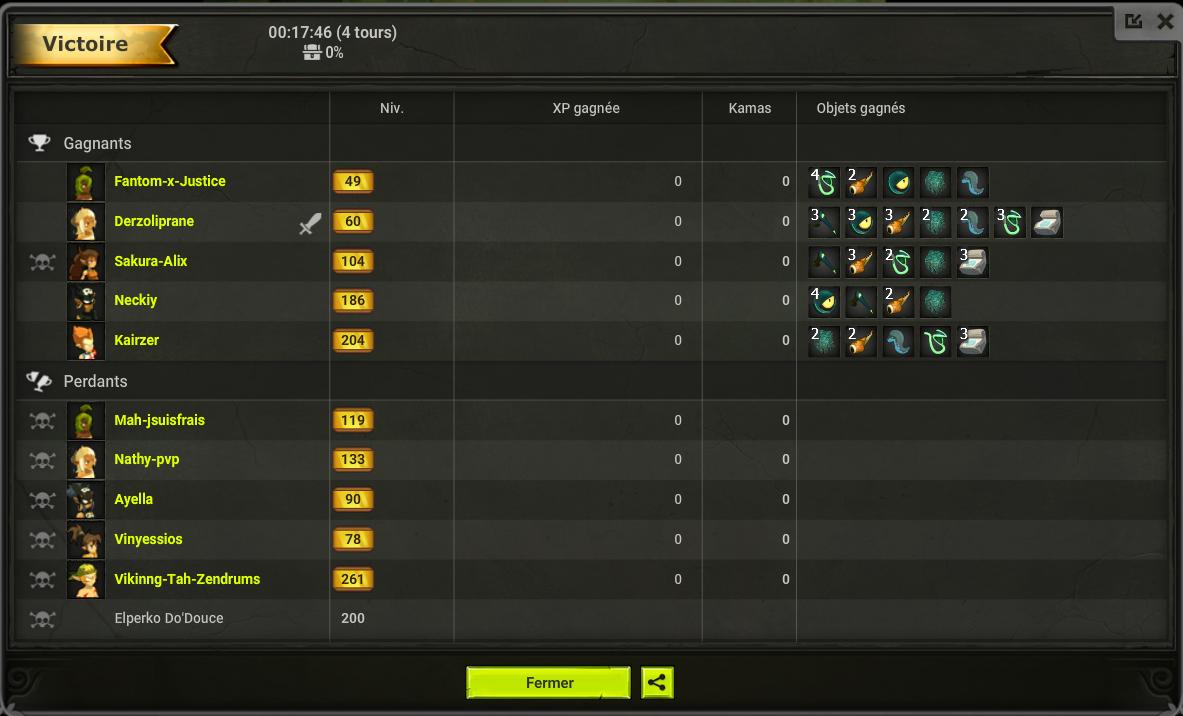 Victoire
00:17:46 (4 tours)
0%
Niv. XP gagnée Kamas Objets gagnés
Gagnants
Fantom-x-Justice 49 0 0 4 2
Derzoliprane 60 0 0 3 3 3 2 2 3
Sakura-Alix 104 0 0 3 2 3
Neckiy 186 0 0 4 2
Kairzer 204 0 0 2 2 3
Perdants
Mah-jsuisfrais 119 0 0
Nathy-pvp 133 0 0
Ayella 90 0 0
Vinyessios 78 0 0
Vikinng-Tah-Zendrums 261 0 0
Elperko Do'Douce 200
Fermer